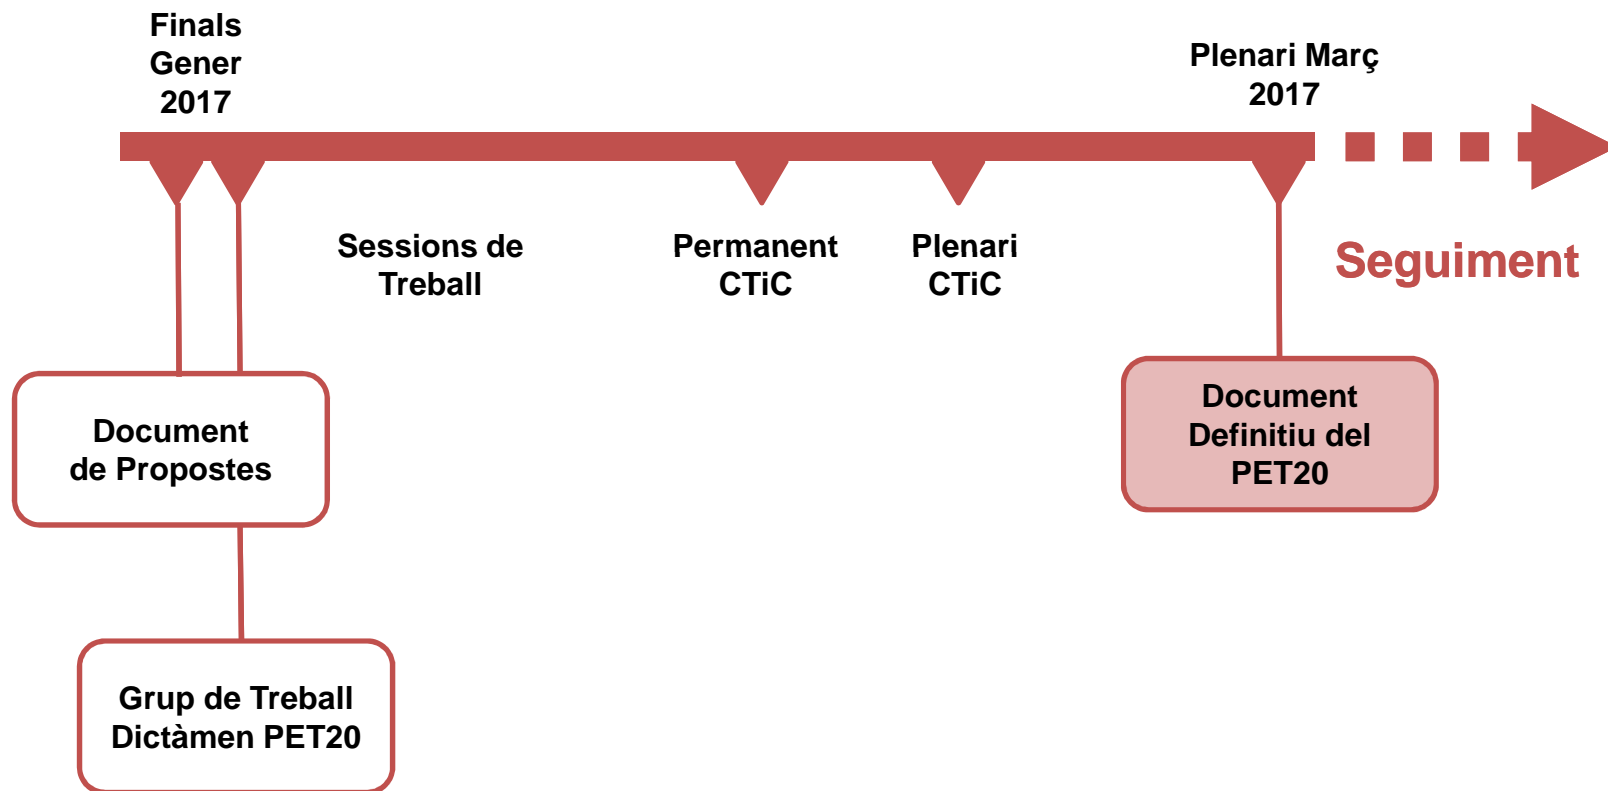 Finals
Gener
2017
Plenari Març
2017
Sessions de
Treball
Permanent
CTiC
Plenari
CTiC
Seguiment
Document
de Propostes
Document
Definitiu del
PET20
Grup de Treball
Dictàmen PET20